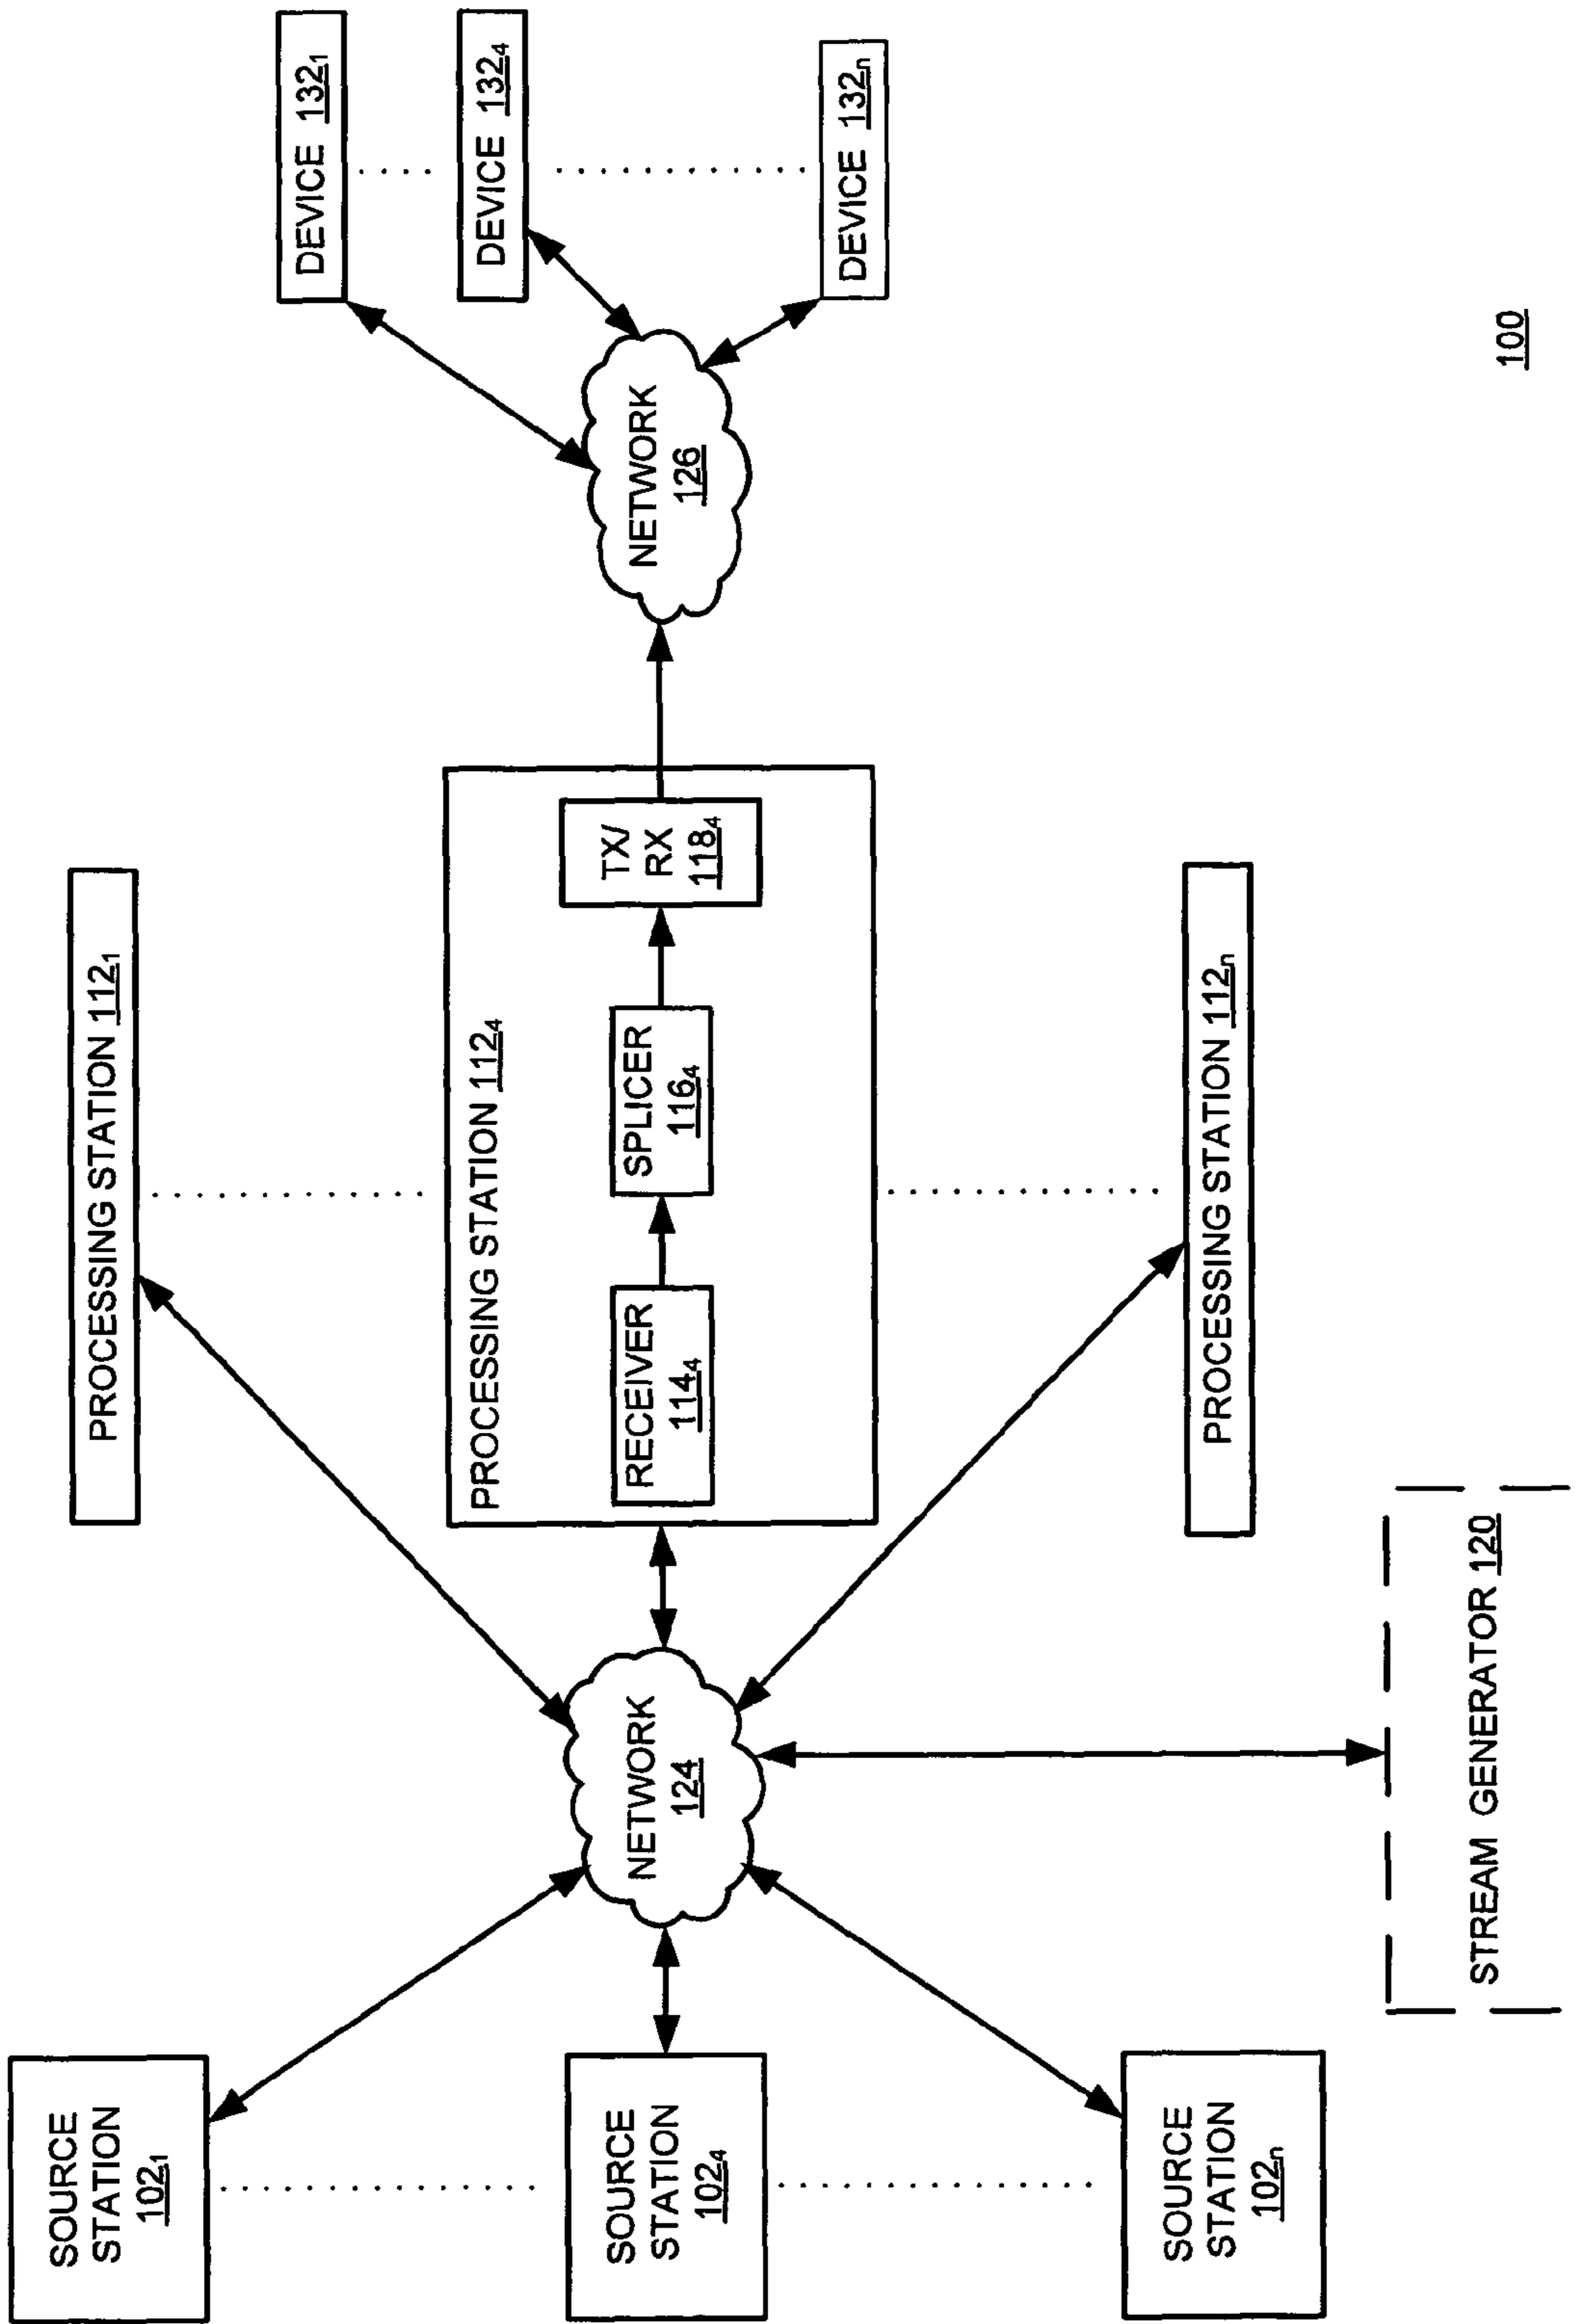 SOURCE
STATION
102₁
SOURCE
STATION
102₄
SOURCE
STATION
102ₙ
NETWORK
124
STREAM GENERATOR 120
PROCESSING STATION 112₁
PROCESSING STATION 112₄
RECEIVER
114₄
SPLICER
116₄
TX/
RX
118₄
PROCESSING STATION 112ₙ
NETWORK
126
DEVICE 132₁
DEVICE 132₄
DEVICE 132ₙ
100